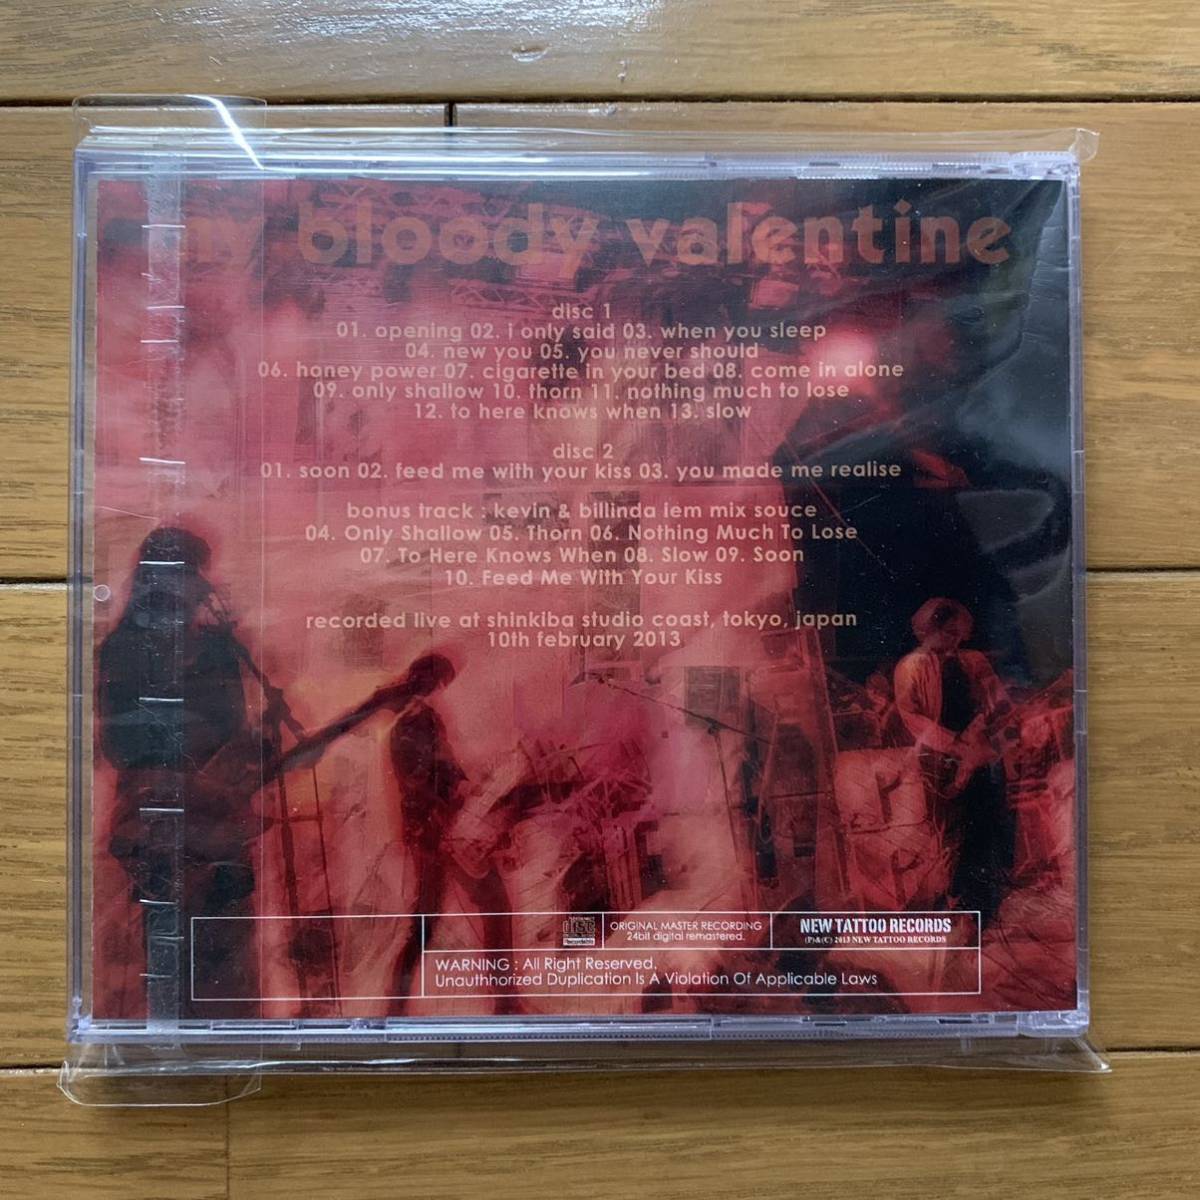 my bloody valentine
disc 1
01. opening 02. i only said 03. when you sleep
04. new you 05. you never should
06. honey power 07. cigarette in your bed 08. come in alone
09. only shallow 10. thorn 11. nothing much to lose
12. to here knows when 13. slow
disc 2
01. soon 02. feed me with your kiss 03. you made me realise
bonus track : kevin & billinda iem mix souce
04. Only Shallow 05. Thorn 06. Nothing Much To Lose
07. To Here Knows When 08. Slow 09. Soon
10. Feed Me With Your Kiss
recorded live at shinkiba studio coast, tokyo, japan
10th february 2013
disc
Recordable
ORIGINAL MASTER RECORDING
24bit digital remastered.
NEW TATTOO RECORDS
(P)&(C) 2013 NEW TATTOO RECORDS
WARNING : All Right Reserved.
Unauthhorized Duplication Is A Violation Of Applicable Laws